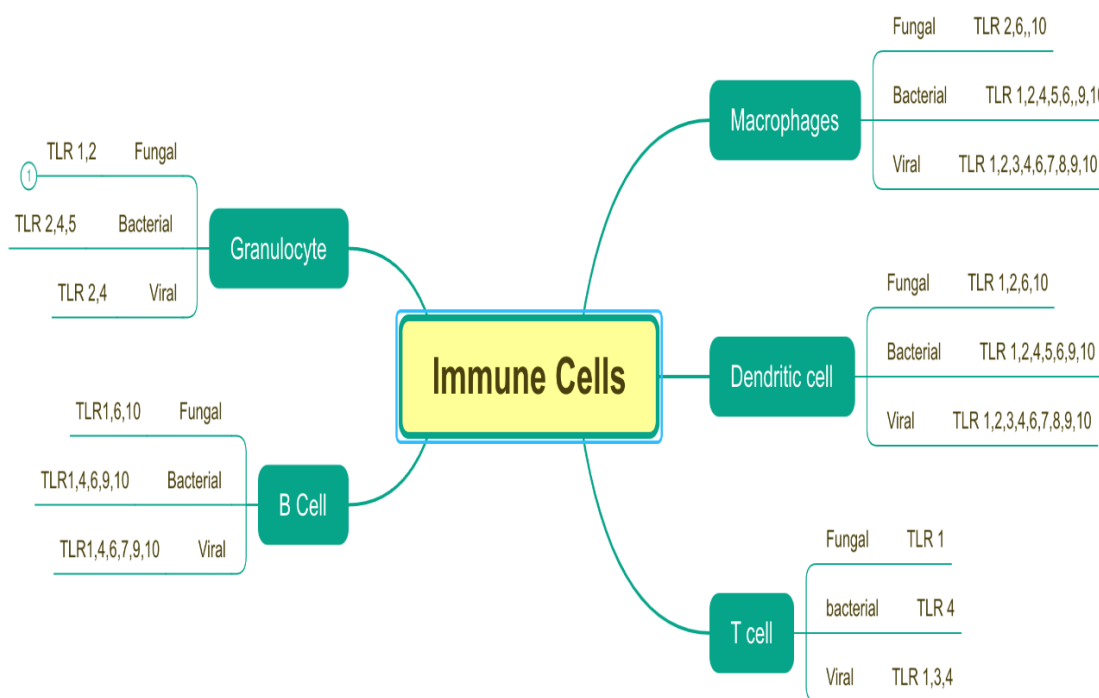 Immune Cells
Macrophages
Fungal TLR 2,6,,10
Bacterial TLR 1,2,4,5,6,,9,10
Viral TLR 1,2,3,4,6,7,8,9,10
Dendritic cell
Fungal TLR 1,2,6,10
Bacterial TLR 1,2,4,5,6,9,10
Viral TLR 1,2,3,4,6,7,8,9,10
T cell
Fungal TLR 1
bacterial TLR 4
Viral TLR 1,3,4
Granulocyte
TLR 1,2 Fungal
1
TLR 2,4,5 Bacterial
TLR 2,4 Viral
B Cell
TLR1,6,10 Fungal
TLR1,4,6,9,10 Bacterial
TLR1,4,6,7,9,10 Viral